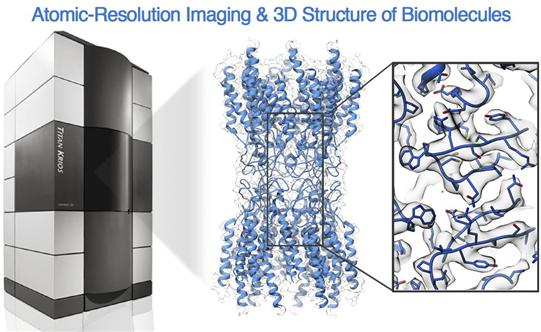 Atomic-Resolution Imaging & 3D Structure of Biomolecules
TITAN KRIOS